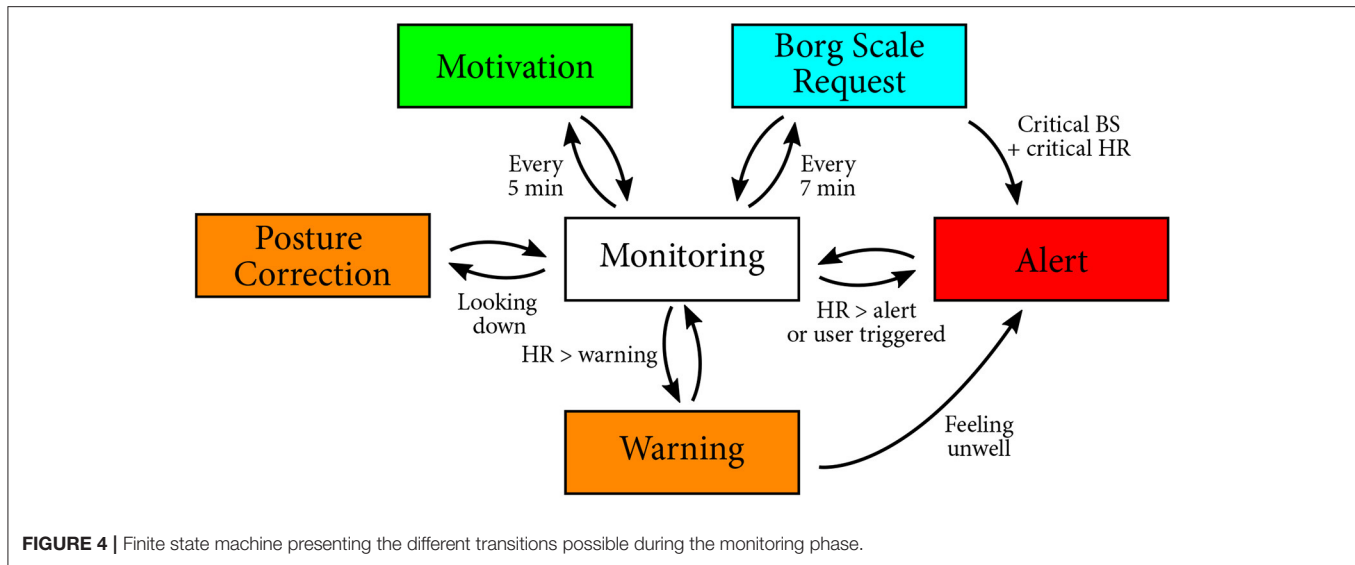 Motivation
Borg Scale
Request
Critical BS
+ critical HR
Every
5 min
Every
7 min
Posture
Correction
Monitoring
Alert
Looking
down
HR > alert
or user triggered
HR > warning
Warning
Feeling
unwell
FIGURE 4 | Finite state machine presenting the different transitions possible during the monitoring phase.